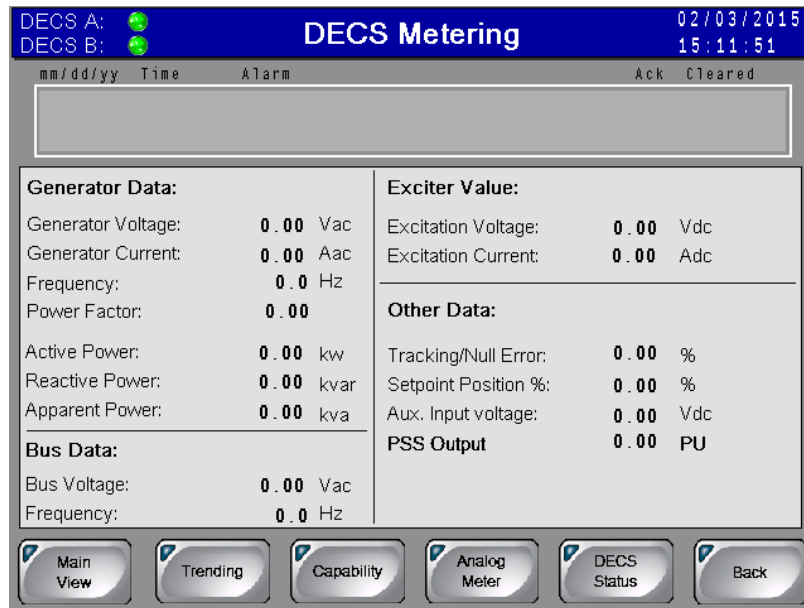 DECS A:
DECS B:
DECS Metering
02/03/2015
15:11:51
mm/dd/yy Time Alarm Ack Cleared
Generator Data:
Generator Voltage: 0.00 Vac
Generator Current: 0.00 Aac
Frequency: 0.0 Hz
Power Factor: 0.00
Active Power: 0.00 kw
Reactive Power: 0.00 kvar
Apparent Power: 0.00 kva
Bus Data:
Bus Voltage: 0.00 Vac
Frequency: 0.0 Hz
Exciter Value:
Excitation Voltage: 0.00 Vdc
Excitation Current: 0.00 Adc
Other Data:
Tracking/Null Error: 0.00 %
Setpoint Position %: 0.00 %
Aux. Input voltage: 0.00 Vdc
PSS Output 0.00 PU
Main
View
Trending
Capability
Analog
Meter
DECS
Status
Back